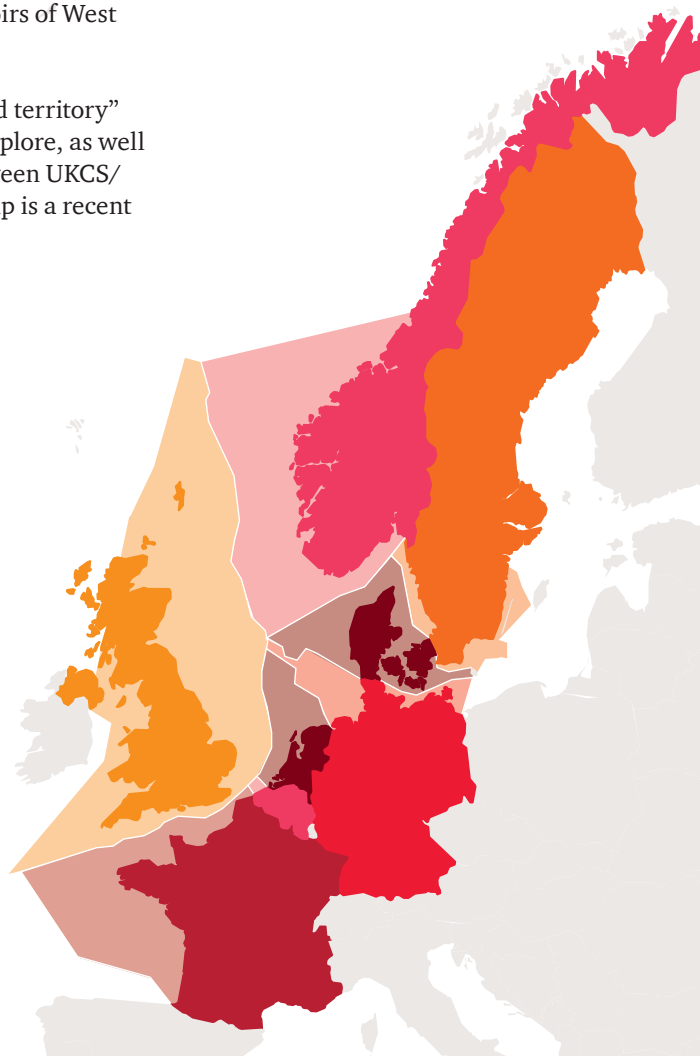 irs of West
d territory”
plore, as well
een UKCS/
p is a recent